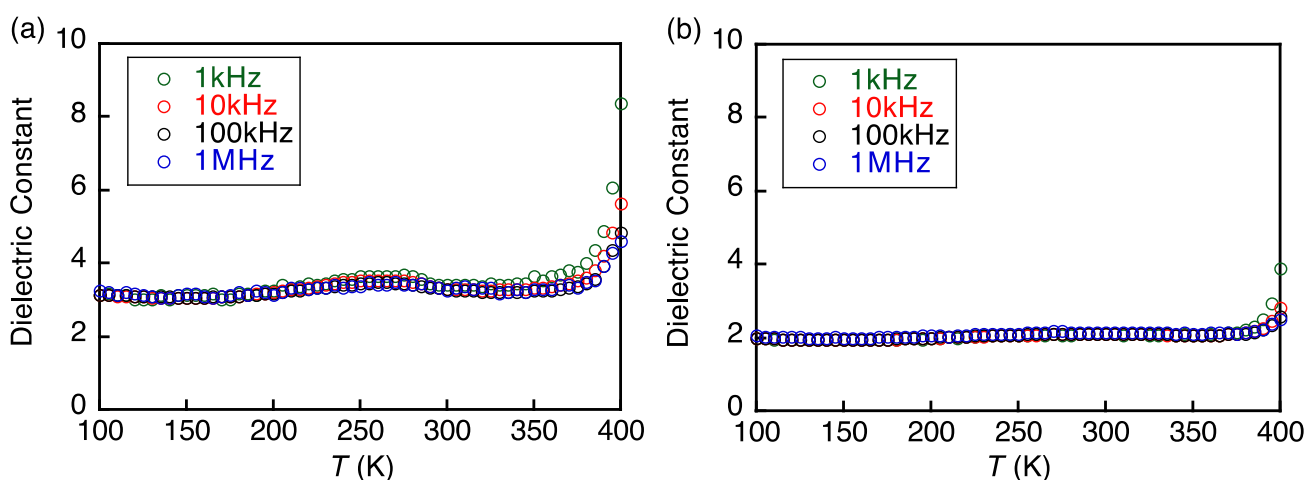 (a)
Dielectric Constant
10
8
6
4
2
0
1kHz
10kHz
100kHz
1MHz
100 150 200 250 300 350 400
T (K)
(b)
Dielectric Constant
10
8
6
4
2
0
1kHz
10kHz
100kHz
1MHz
100 150 200 250 300 350 400
T (K)